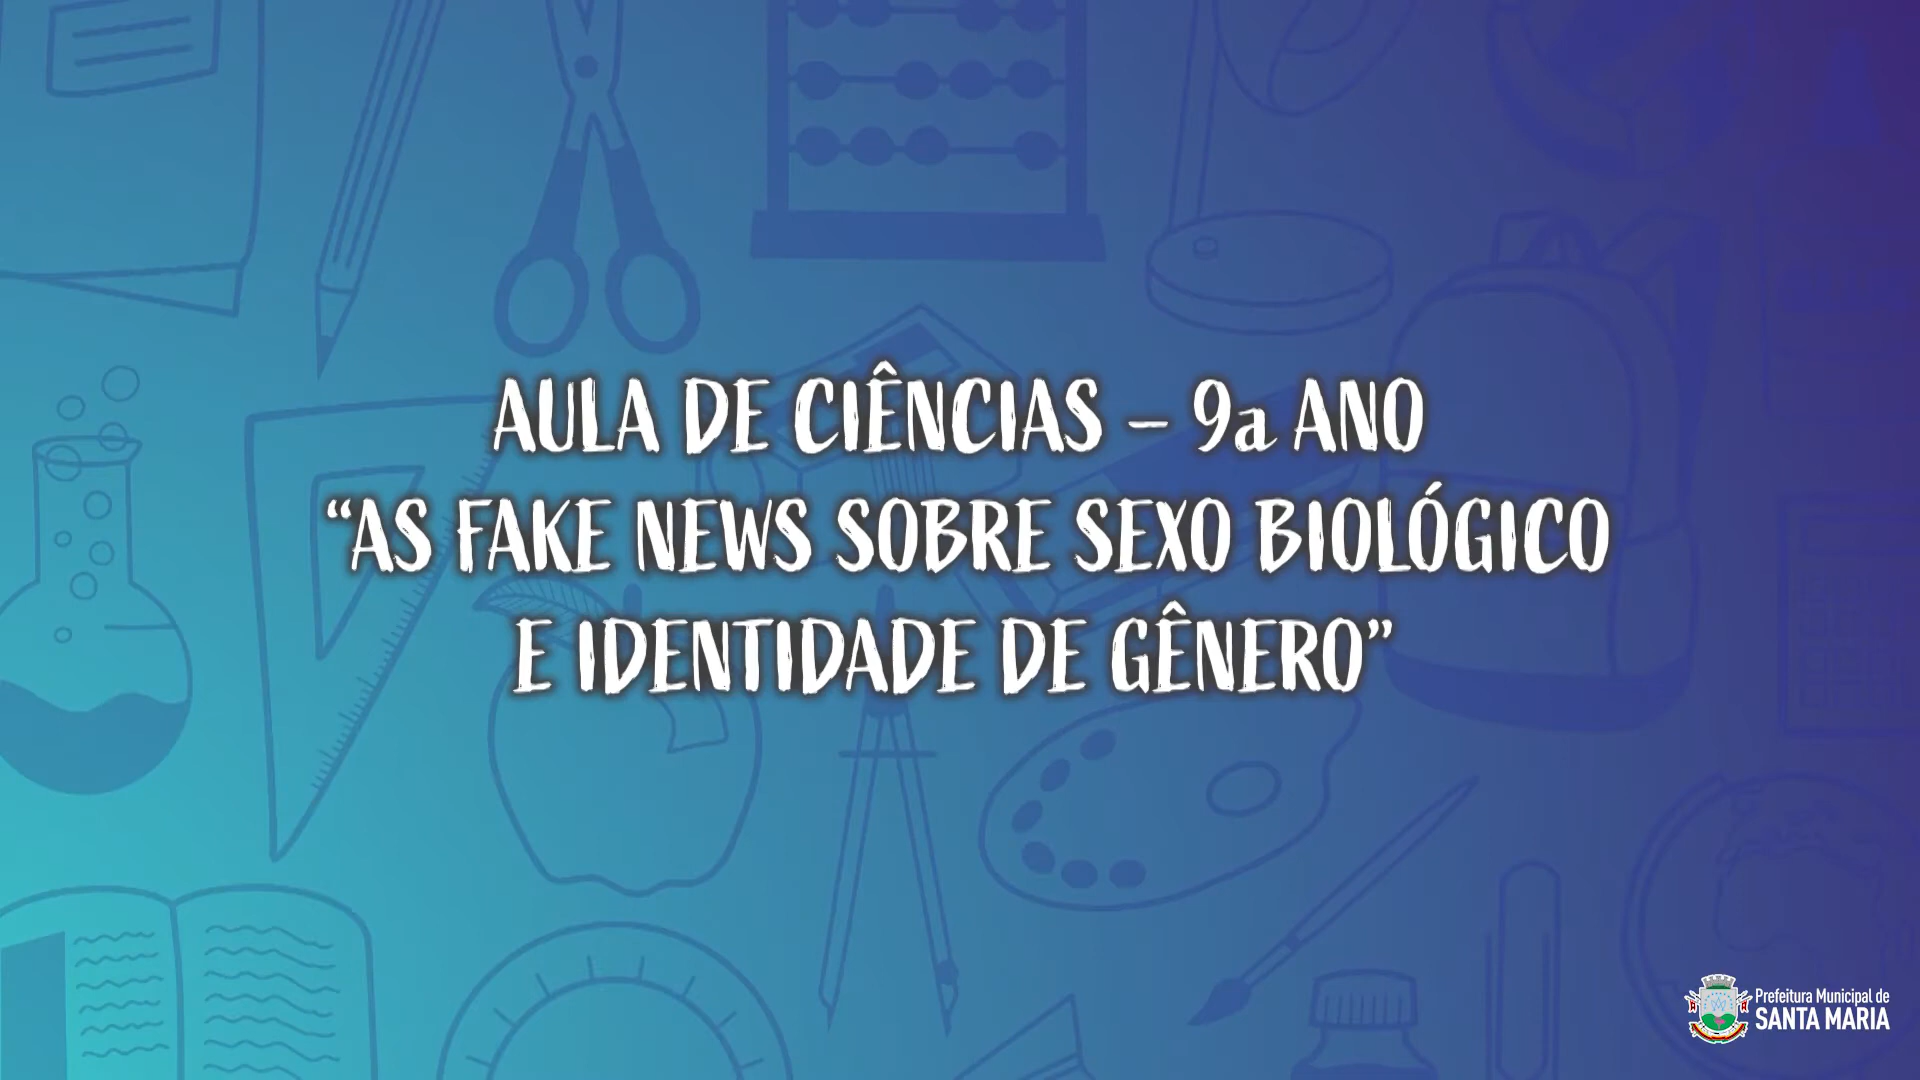 AULA DE CIÊNCIAS – 9a ANO
“AS FAKE NEWS SOBRE SEXO BIOLÓGICO
E IDENTIDADE DE GÊNERO”
Prefeitura Municipal de
SANTA MARIA